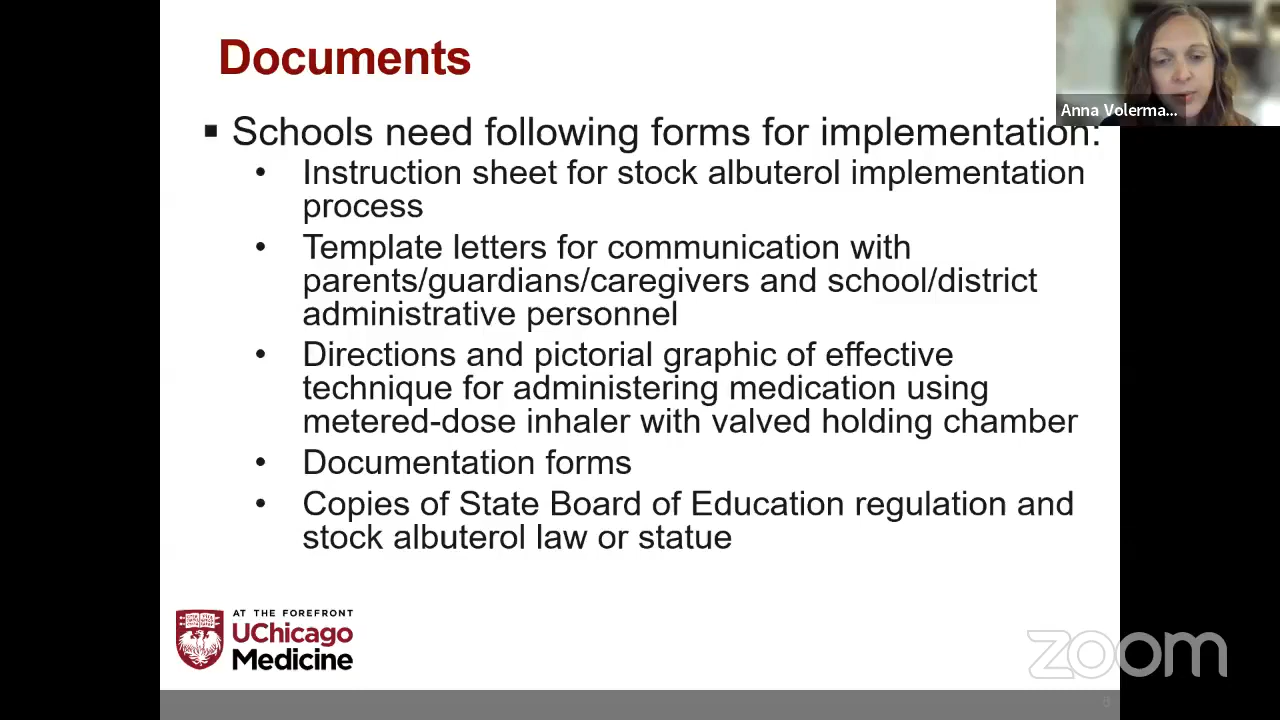 Documents
Anna Volerma...
▪ Schools need following forms for implementation:
• Instruction sheet for stock albuterol implementation
process
• Template letters for communication with
parents/guardians/caregivers and school/district
administrative personnel
• Directions and pictorial graphic of effective
technique for administering medication using
metered-dose inhaler with valved holding chamber
• Documentation forms
• Copies of State Board of Education regulation and
stock albuterol law or statue
AT THE FOREFRONT
UChicago
Medicine
zoom